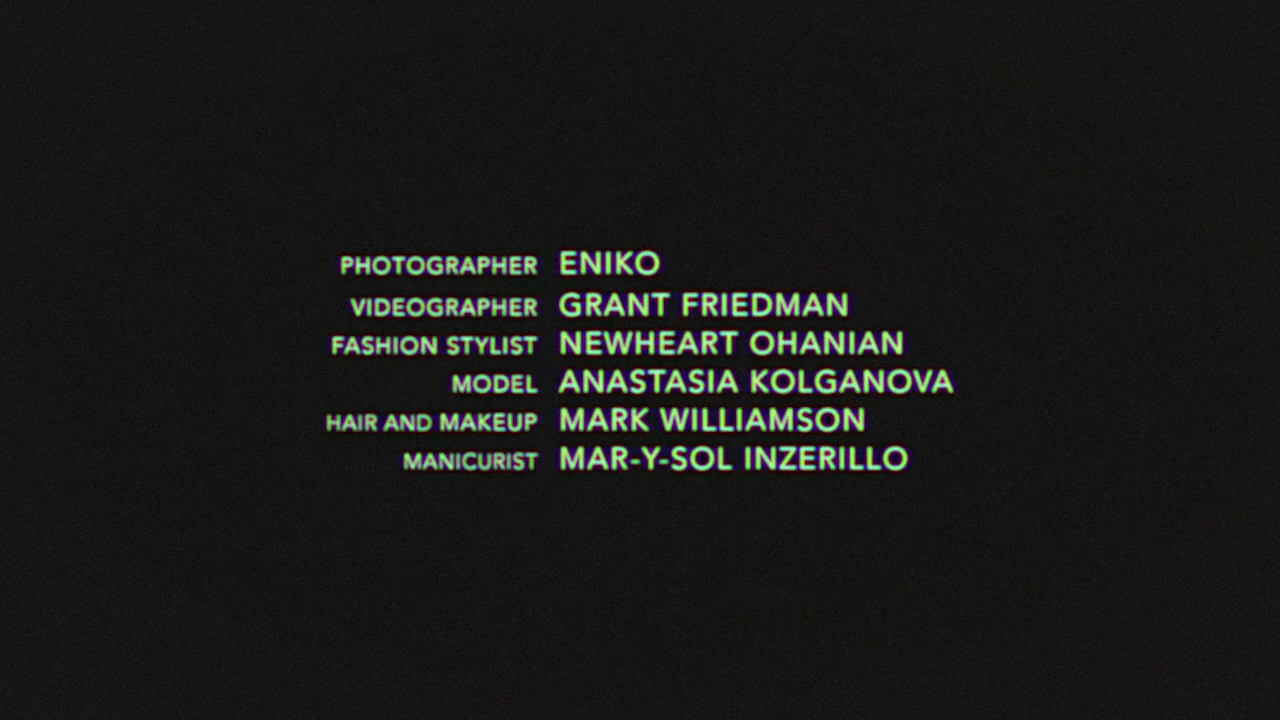 PHOTOGRAPHER ENIKO
VIDEOGRAPHER GRANT FRIEDMAN
FASHION STYLIST NEWHEART OHANIAN
MODEL ANASTASIA KOLGANOVA
HAIR AND MAKEUP MARK WILLIAMSON
MANICURIST MAR-Y-SOL INZERILLO